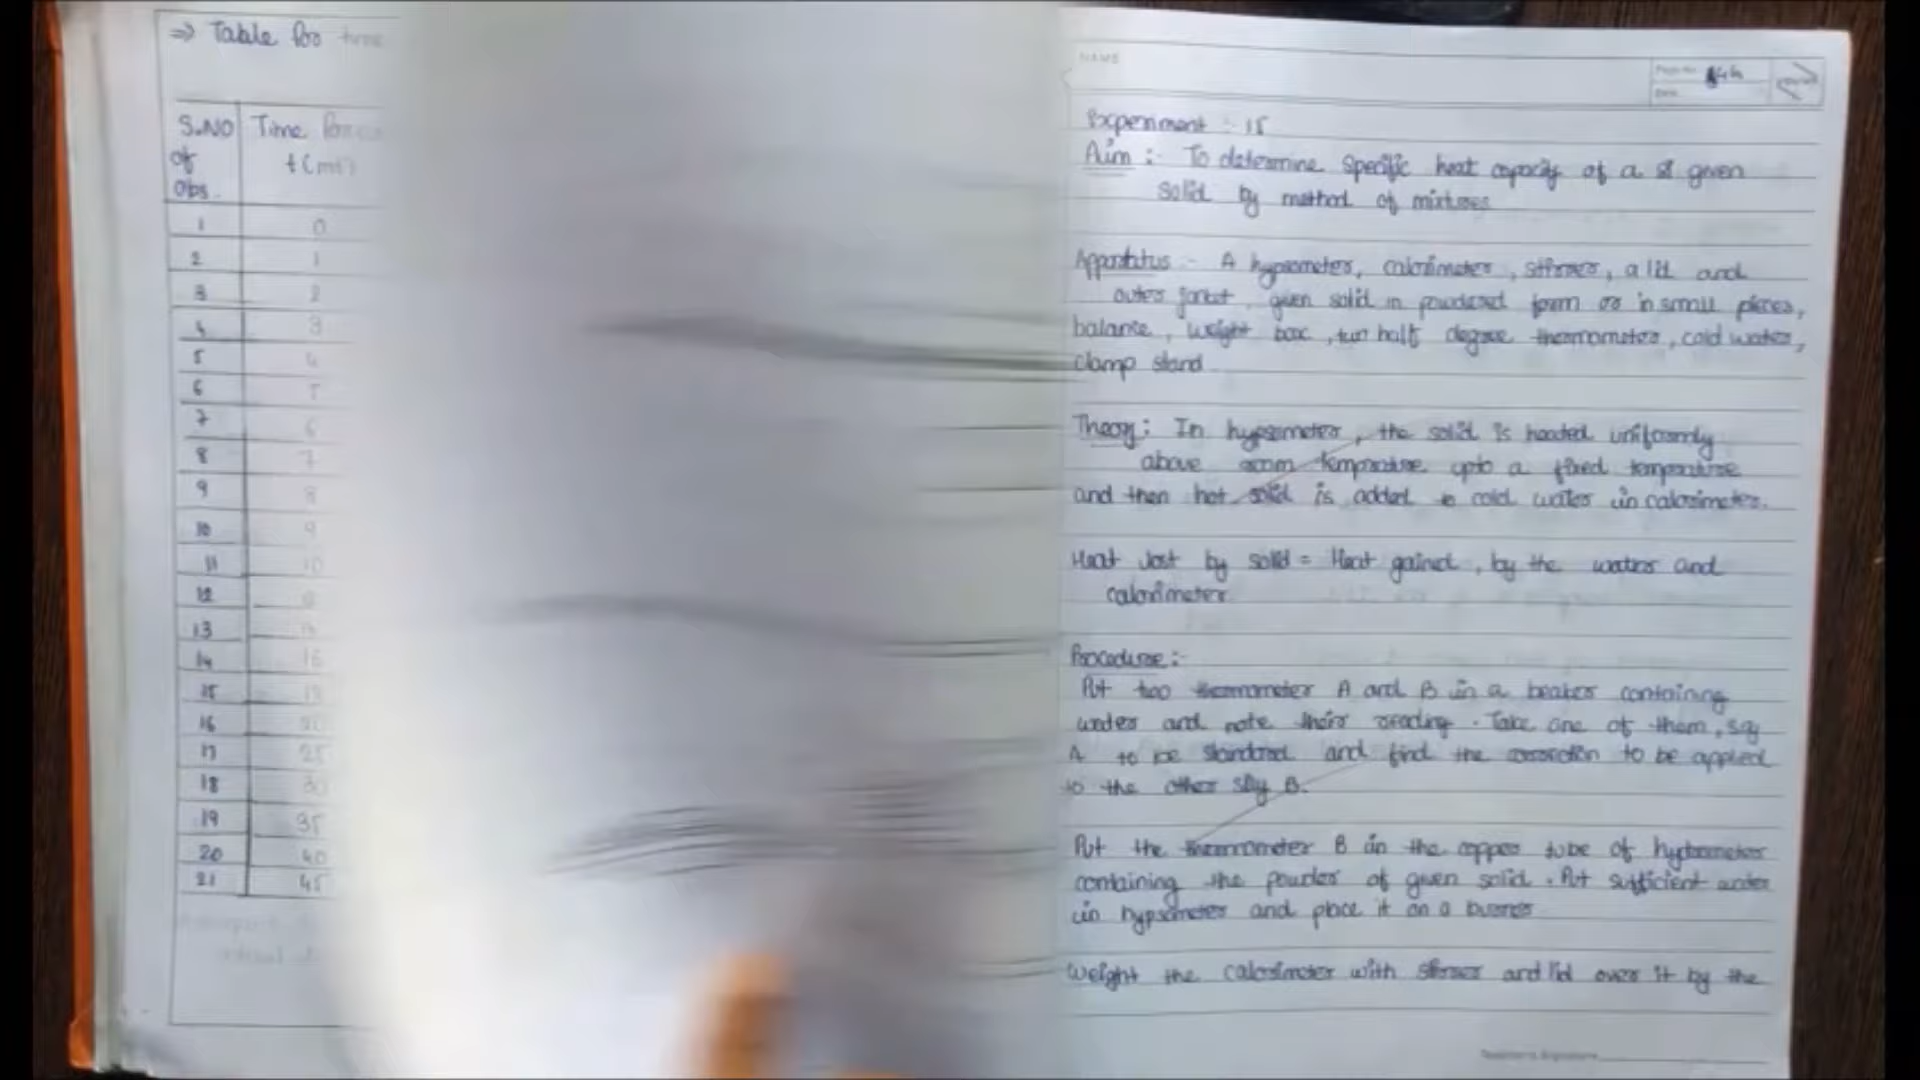 ⇒ Table for time
S.NO of Obs.
Time
t (mt)
1 0
2 1
3 2
4 3
5 4
6 5
7 6
8 7
9 8
10 9
11 10
12
13
14
15
16
17 25
18 30
19 35
20 40
21 45
NAME
Page No.
Date
Experiment :- 15
Aim :- To determine specific heat capacity of a given
solid by method of mixtures
Apparatus :- A hypsometer, calorimeter, stirrer, a lid and
outer jacket, given solid in powdered form or in small pieces,
balance, weight box, two half degree thermometer, cold water,
clamp stand
Theory : In hypsometer, the solid is heated uniformly
above room temperature upto a fixed temperature
and then hot solid is added to cold water in calorimeter.
Heat lost by solid = Heat gained, by the water and
calorimeter
Procedure :-
Put two thermometer A and B in a beaker containing
water and note their reading. Take one of them, say
A to be standard and find the correction to be applied
to the other say B.
Put the thermometer B in the copper tube of
containing the powder of given solid. Put sufficient water
in hypsometer and place it on a burner
Weight the calorimeter with stirrer and lid over it by the
Teacher's Signature